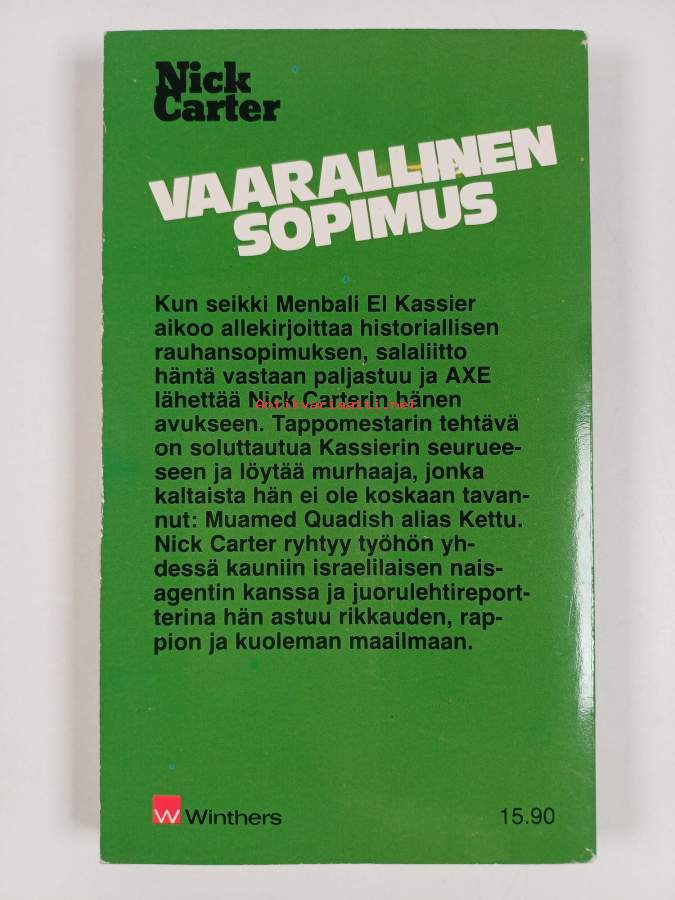 Nick
Carter
VAARALLINEN
SOPIMUS
Kun seikki Menbali El Kassier
aikoo allekirjoittaa historiallisen
rauhansopimuksen, salaliitto
häntä vastaan paljastuu ja AXE
lähettää Nick Carterin hänen
Antikvariaatti.net
avukseen. Tappomestarin tehtävä
on soluttautua Kassierin seuruee-
seen ja löytää murhaaja, jonka
kaltaista hän ei ole koskaan tavan-
nut: Muamed Quadish alias Kettu.
Nick Carter ryhtyy työhön yh-
dessä kauniin israelilaisen nais-
agentin kanssa ja juorulehtireport-
terina hän astuu rikkauden, rap-
pion ja kuoleman maailmaan.
W Winthers
15.90